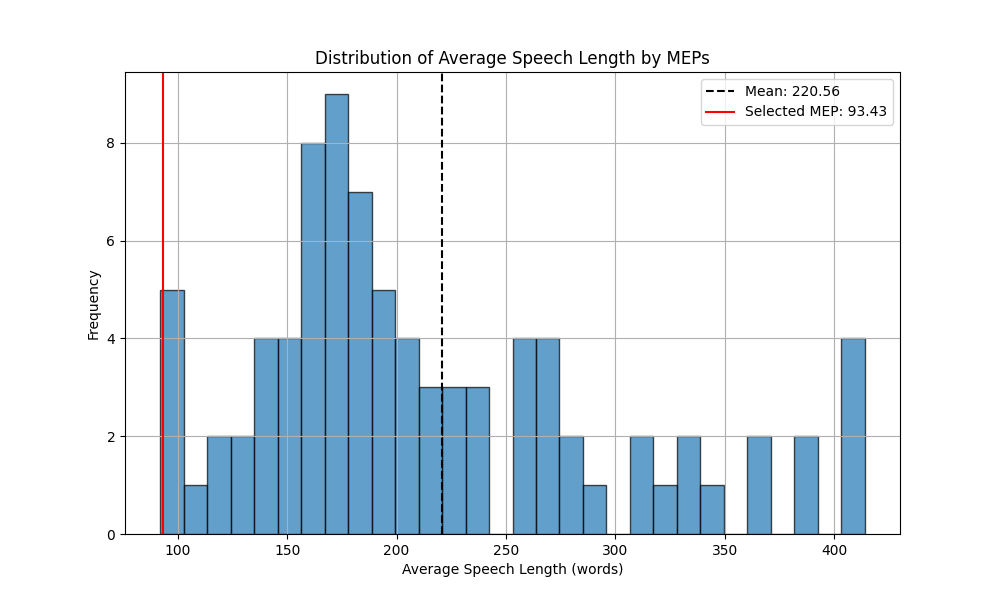 Distribution of Average Speech Length by MEPs
Mean: 220.56
Selected MEP: 93.43
Frequency
8
6
4
2
0
100 150 200 250 300 350 400
Average Speech Length (words)